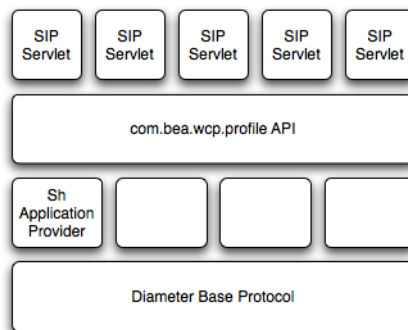 SIP SIP SIP SIP SIP
Servlet Servlet Servlet Servlet Servlet
com.bea.wcp.profile API
Sh
Application
Provider
Diameter Base Protocol